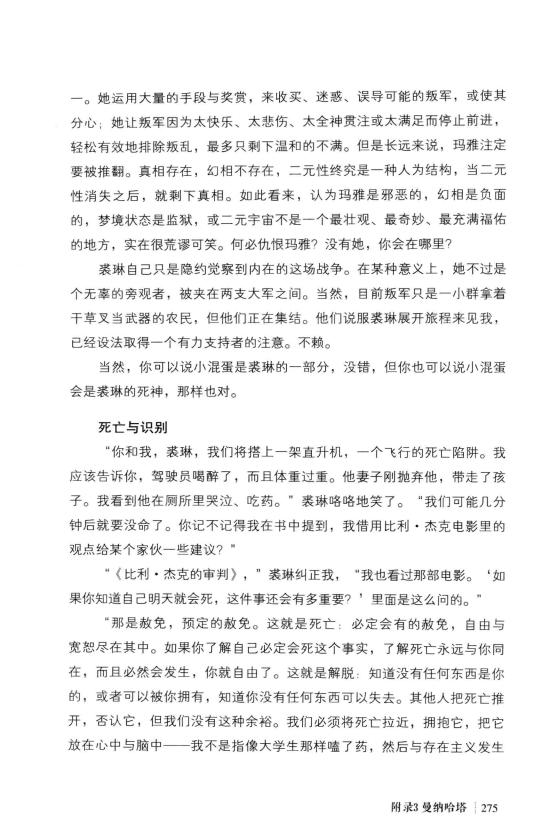 一。她运用大量的手段与奖赏，来收买、迷惑、误导可能的叛军，或使其
分心；她让叛军因为太快乐、太悲伤、太全神贯注或太满足而停止前进，
轻松有效地排除叛乱，最多只剩下温和的不满。但是长远来说，玛雅注定
要被推翻。真相存在，幻相不存在，二元性终究是一种人为结构，当二元
性消失之后，就剩下真相。如此看来，认为玛雅是邪恶的，幻相是负面
的，梦境状态是监狱，或二元宇宙不是一个最壮观、最奇妙、最充满福佑
的地方，实在很荒谬可笑。何必仇恨玛雅？没有她，你会在哪里？
裘琳自己只是隐约觉察到内在的这场战争。在某种意义上，她不过是
个无辜的旁观者，被夹在两支大军之间。当然，目前叛军只是一小群拿着
干草叉当武器的农民，但他们正在集结。他们说服裘琳展开旅程来见我，
已经设法取得一个有力支持者的注意。不赖。
当然，你可以说小混蛋是裘琳的一部分，没错，但你也可以说小混蛋
会是裘琳的死神，那样也对。
死亡与识别
“你和我，裘琳，我们将搭上一架直升机，一个飞行的死亡陷阱。我
应该告诉你，驾驶员喝醉了，而且体重过重。他妻子刚抛弃他，带走了孩
子。我看到他在厕所里哭泣、吃药。”裘琳咯咯地笑了。“我们可能几分
钟后就要没命了。你记不记得我在书中提到，我借用比利·杰克电影里的
观点给某个家伙一些建议？”
“《比利·杰克的审判》，”裘琳纠正我，“我也看过那部电影。‘如
果你知道自己明天就会死，这件事还会有多重要？’里面是这么问的。”
“那是赦免，预定的赦免。这就是死亡：必定会有的赦免，自由与
宽恕尽在其中。如果你了解自己必定会死这个事实，了解死亡永远与你同
在，而且必然会发生，你就自由了。这就是解脱：知道没有任何东西是你
的，或者可以被你拥有，知道你没有任何东西可以失去。其他人把死亡推
开，否认它，但我们没有这种余裕。我们必须将死亡拉近，拥抱它，把它
放在心中与脑中——我不是指像大学生那样嗑了药，然后与存在主义发生
附录3 曼纳哈塔 275